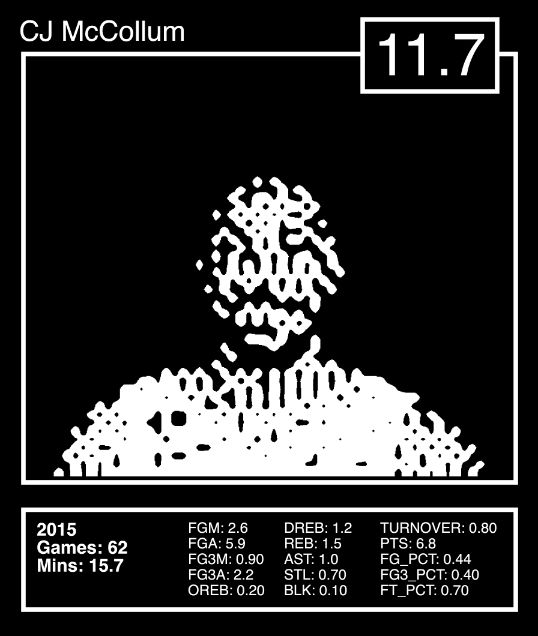 CJ McCollum
11.7
2015
Games: 62
Mins: 15.7
FGM: 2.6
FGA: 5.9
FG3M: 0.90
FG3A: 2.2
OREB: 0.20
DREB: 1.2
REB: 1.5
AST: 1.0
STL: 0.70
BLK: 0.10
TURNOVER: 0.80
PTS: 6.8
FG_PCT: 0.44
FG3_PCT: 0.40
FT_PCT: 0.70